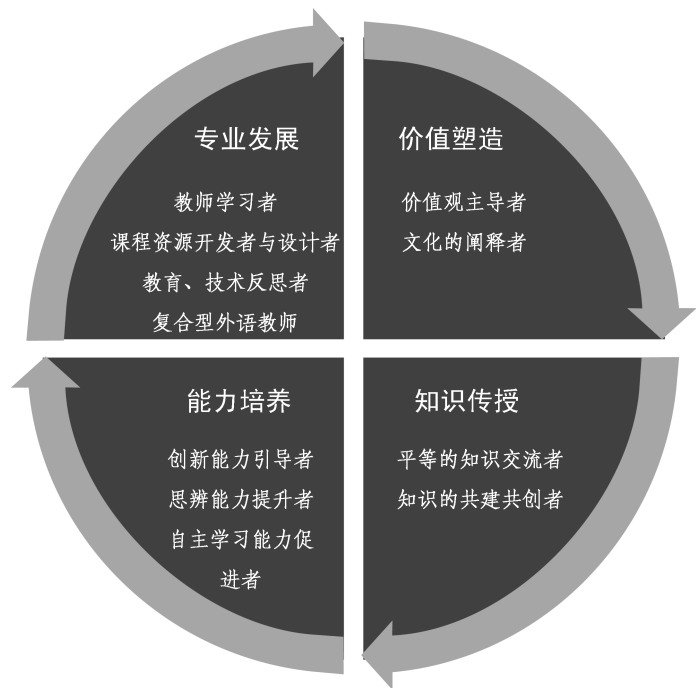 专业发展
教师学习者
课程资源开发者与设计者
教育、技术反思者
复合型外语教师
价值塑造
价值观主导者
文化的阐释者
能力培养
创新能力引导者
思辨能力提升者
自主学习能力促
进者
知识传授
平等的知识交流者
知识的共建共创者